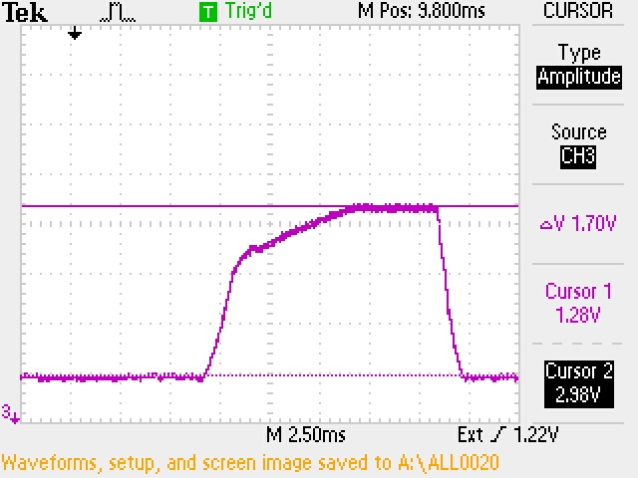 Tek T Trig'd M Pos: 9.800ms CURSOR
Type
Amplitude
Source
CH3
△V 1.70V
Cursor 1
1.28V
Cursor 2
2.98V
3
M 2.50ms Ext / 1.22V
Waveforms, setup, and screen image saved to A:\ALL0020